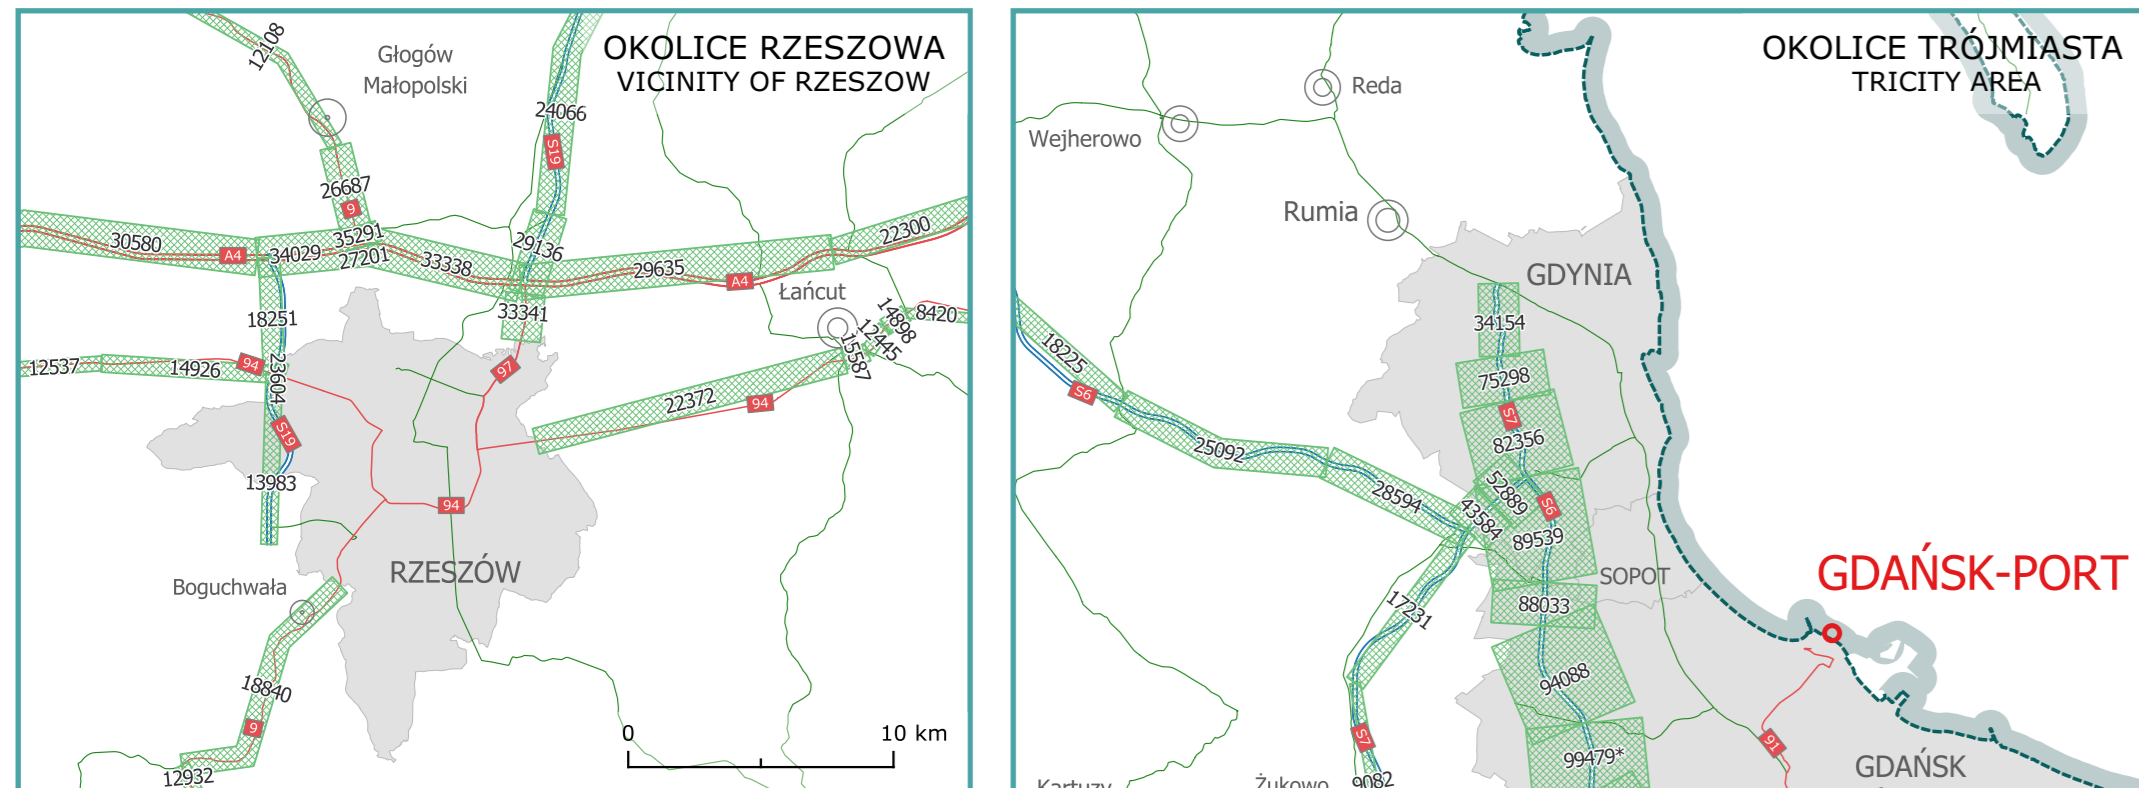 OKOLICE RZESZOWA
VICINITY OF RZESZOW
12108
Głogów
Małopolski
24066
S19
26687
9
30580
A4
34029
35291
27201
33338
29136
29635
A4
22300
Łańcut
33341
18251
14898
8420
12445
15587
12537
14926
94
23604
97
22372
94
S19
13983
94
RZESZÓW
Boguchwała
18840
9
12932
0
10 km
OKOLICE TRÓJMIASTA
TRICITY AREA
Reda
Wejherowo
Rumia
GDYNIA
34154
18225
S6
75298
S7
82356
25092
28594
52889
S6
43584
89539
SOPOT
GDAŃSK-PORT
88033
17231
94088
S7
91
99479*
GDAŃSK
Kartuzy
Żukowo
9082